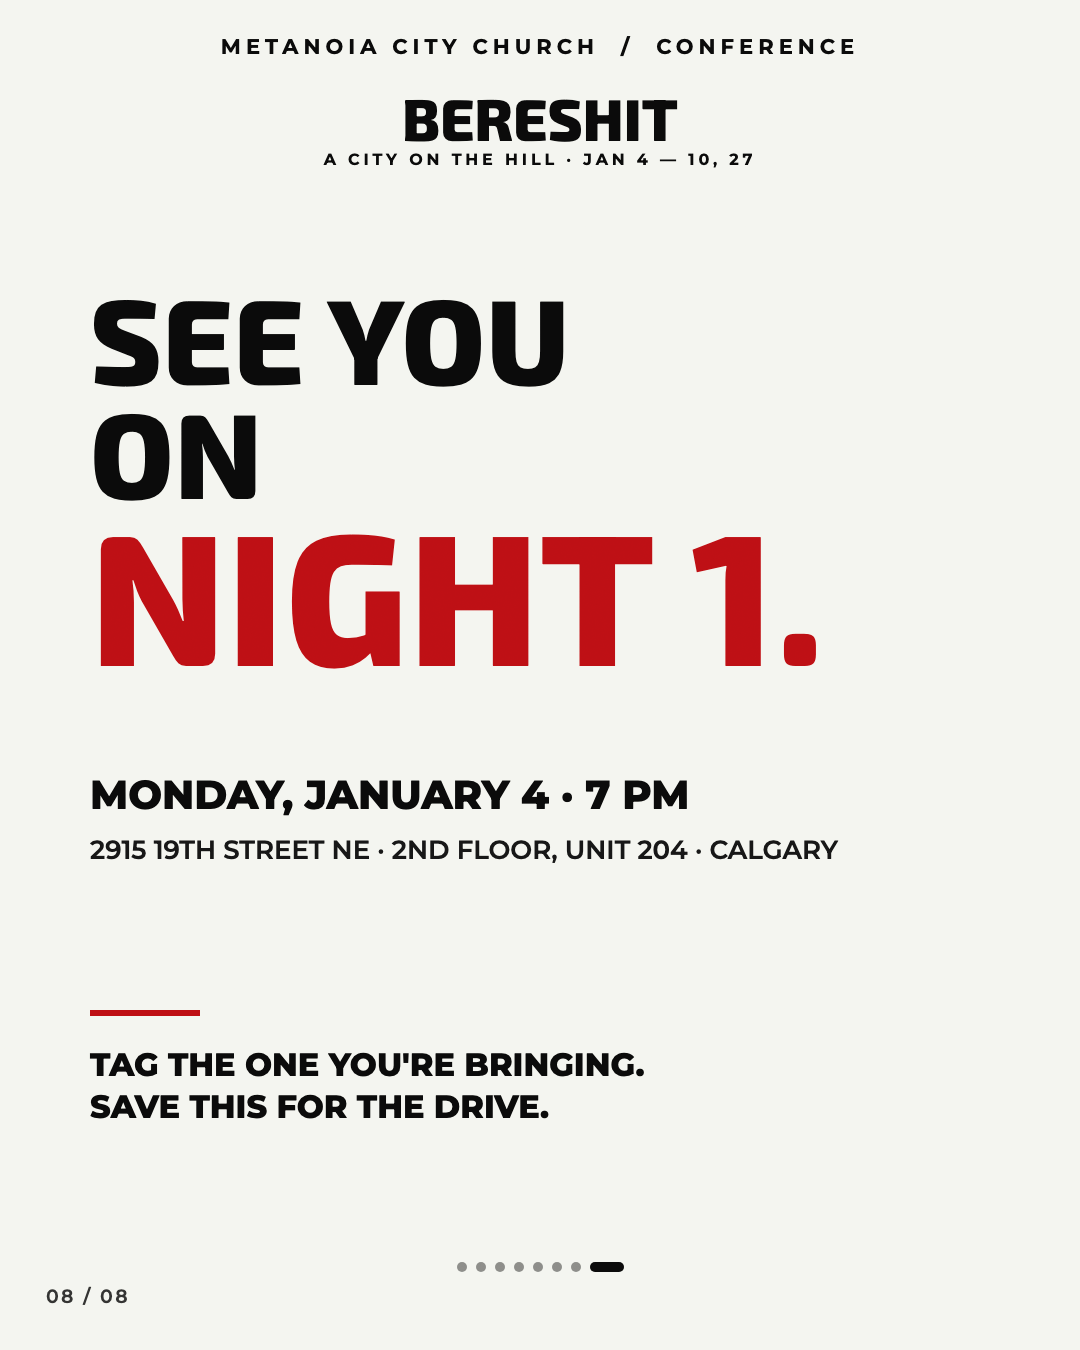 METANOIA CITY CHURCH / CONFERENCE
BERESHIT
A CITY ON THE HILL · JAN 4 — 10, 27
SEE YOU
ON
NIGHT 1.
MONDAY, JANUARY 4 · 7 PM
2915 19TH STREET NE · 2ND FLOOR, UNIT 204 · CALGARY
TAG THE ONE YOU'RE BRINGING.
SAVE THIS FOR THE DRIVE.
08 / 08